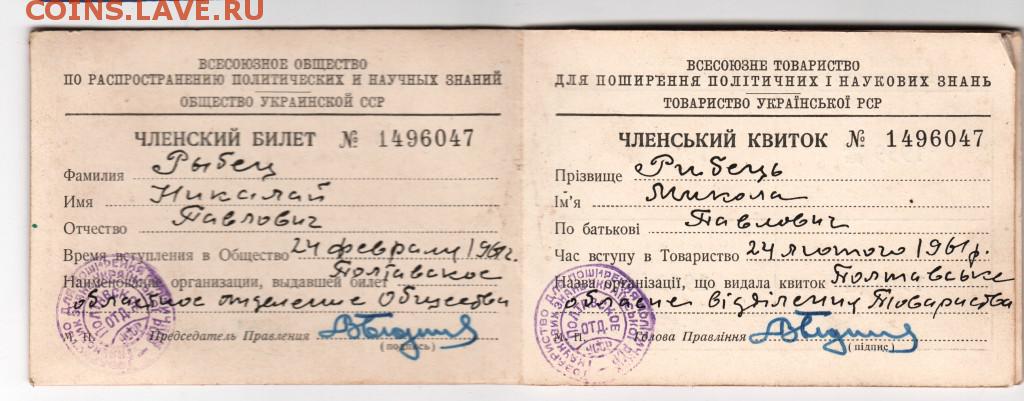 COINS.LAVE.RU
ВСЕСОЮЗНОЕ ОБЩЕСТВО
ПО РАСПРОСТРАНЕНИЮ ПОЛИТИЧЕСКИХ И НАУЧНЫХ ЗНАНИЙ
ОБЩЕСТВО УКРАИНСКОЙ ССР
ЧЛЕНСКИЙ БИЛЕТ № 1496047
Фамилия Рыбец
Имя Николай
Отчество Павлович
Время вступления в Общество 24 февраля 1961г.
Наименование организации, выдавшей билет Полтавское
областное отделение Общества
М. П. Председатель Правления
(подпись)
ВСЕСОЮЗНЕ ТОВАРИСТВО
ДЛЯ ПОШИРЕННЯ ПОЛІТИЧНИХ І НАУКОВИХ ЗНАНЬ
ТОВАРИСТВО УКРАЇНСЬКОЇ РСР
ЧЛЕНСЬКИЙ КВИТОК № 1496047
Прізвище Рибець
Ім'я Микола
По батькові Павлович
Час вступу в Товариство 24 лютого 1961р.
Назва організації, що видала квиток Полтавське
обласне відділення Товариства
М. П. Голова Правління
(підпис)